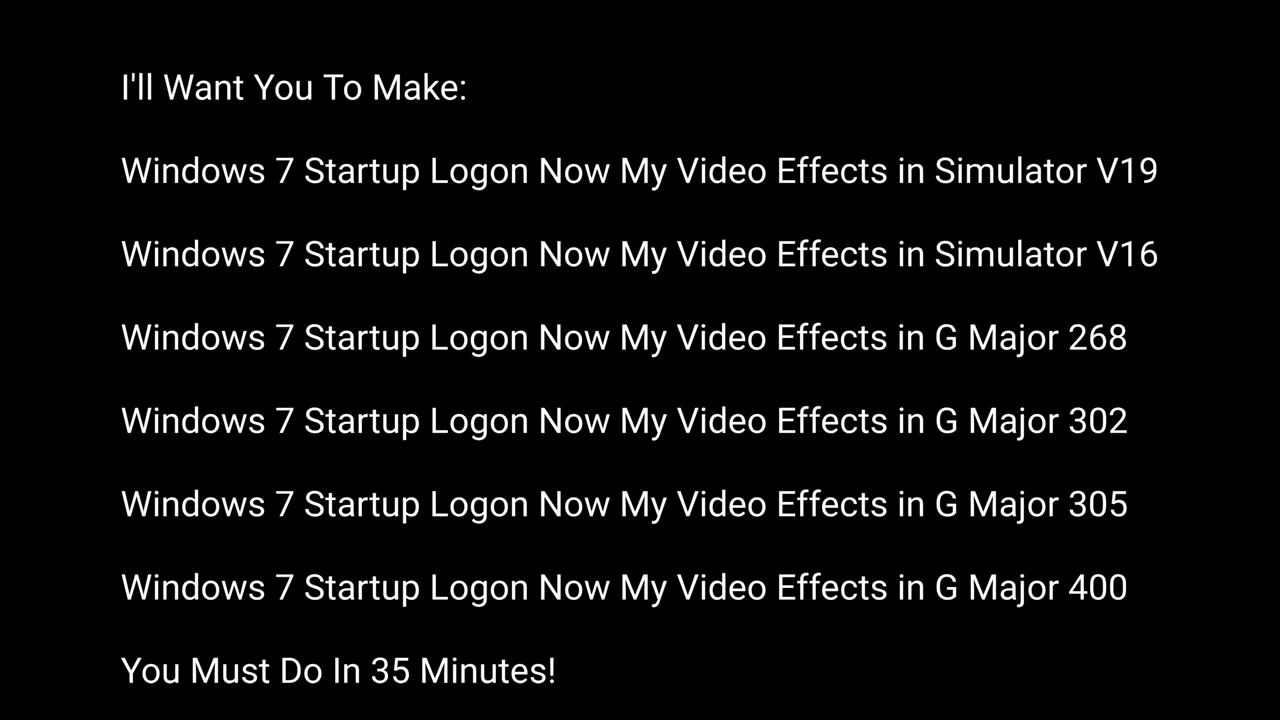 I'll Want You To Make:
Windows 7 Startup Logon Now My Video Effects in Simulator V19
Windows 7 Startup Logon Now My Video Effects in Simulator V16
Windows 7 Startup Logon Now My Video Effects in G Major 268
Windows 7 Startup Logon Now My Video Effects in G Major 302
Windows 7 Startup Logon Now My Video Effects in G Major 305
Windows 7 Startup Logon Now My Video Effects in G Major 400
You Must Do In 35 Minutes!